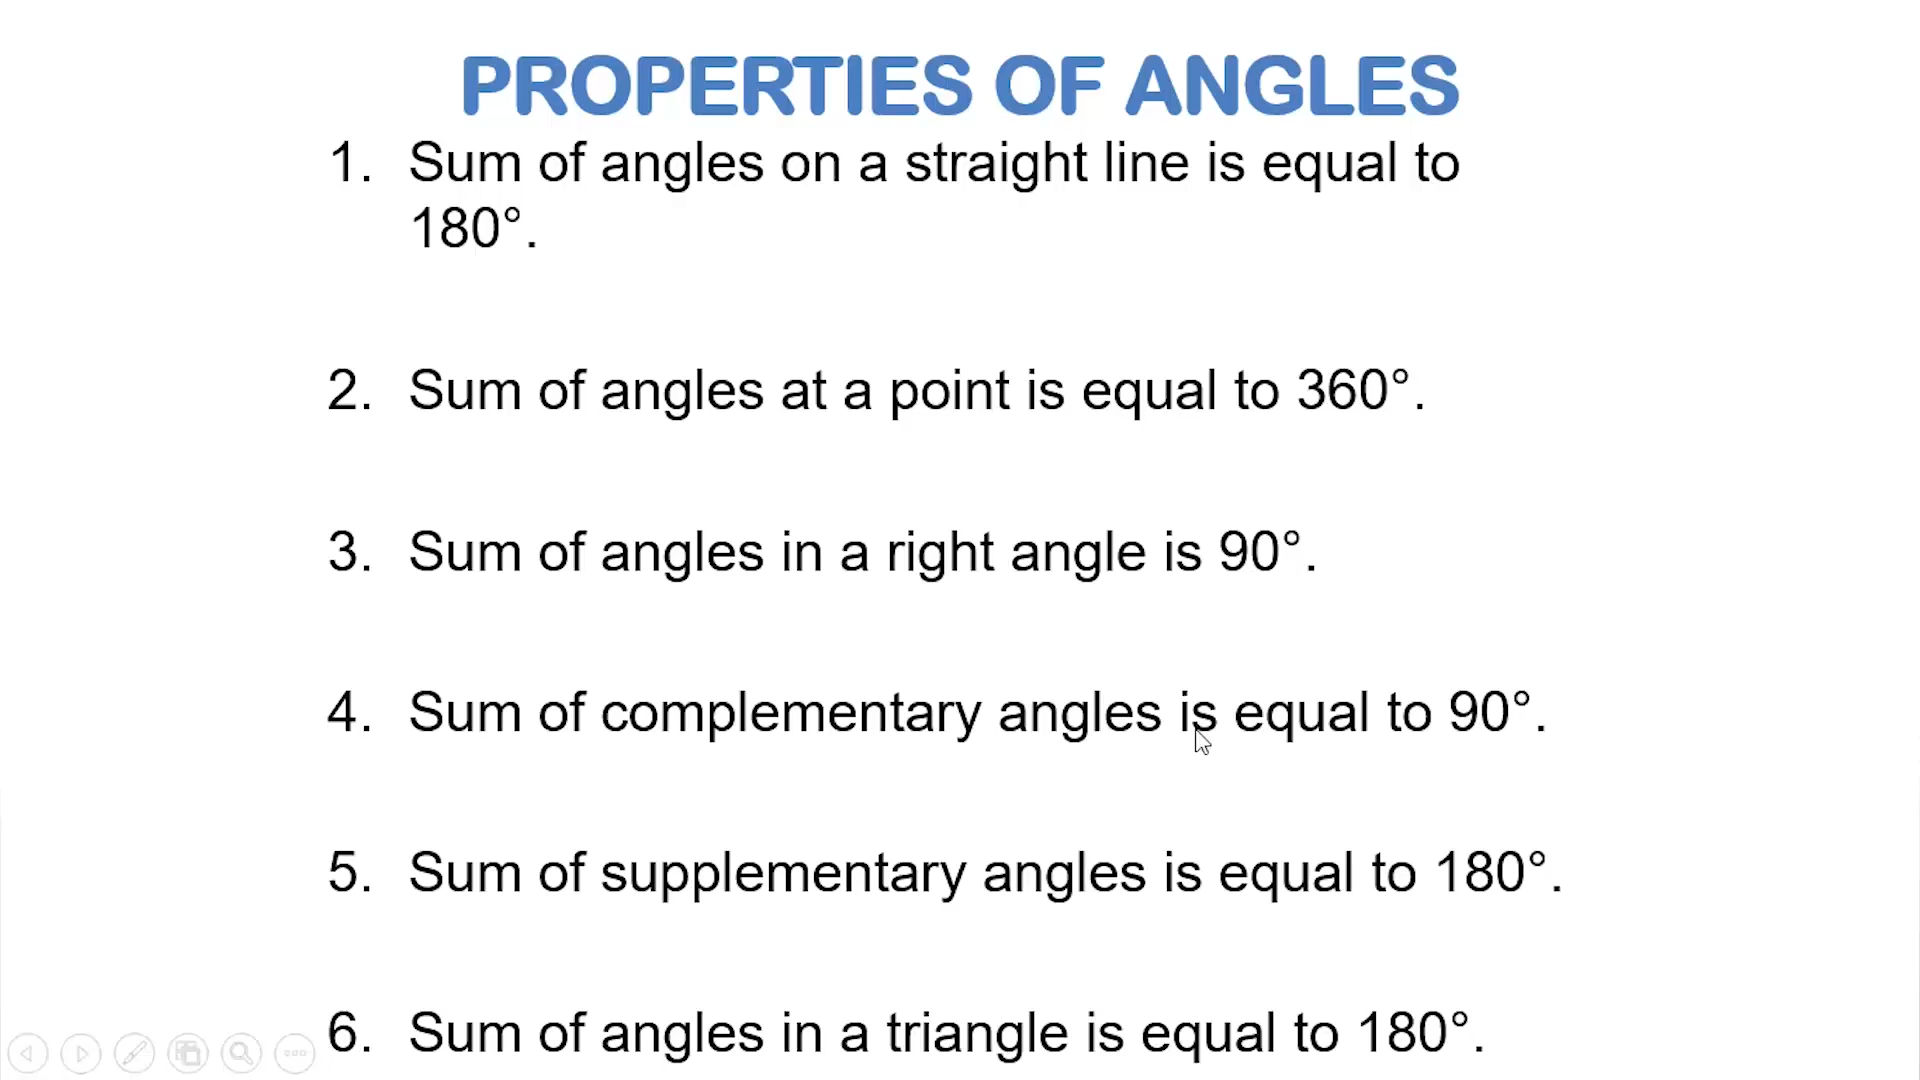 PROPERTIES OF ANGLES
1. Sum of angles on a straight line is equal to
180°.
2. Sum of angles at a point is equal to 360°.
3. Sum of angles in a right angle is 90°.
4. Sum of complementary angles is equal to 90°.
5. Sum of supplementary angles is equal to 180°.
6. Sum of angles in a triangle is equal to 180°.